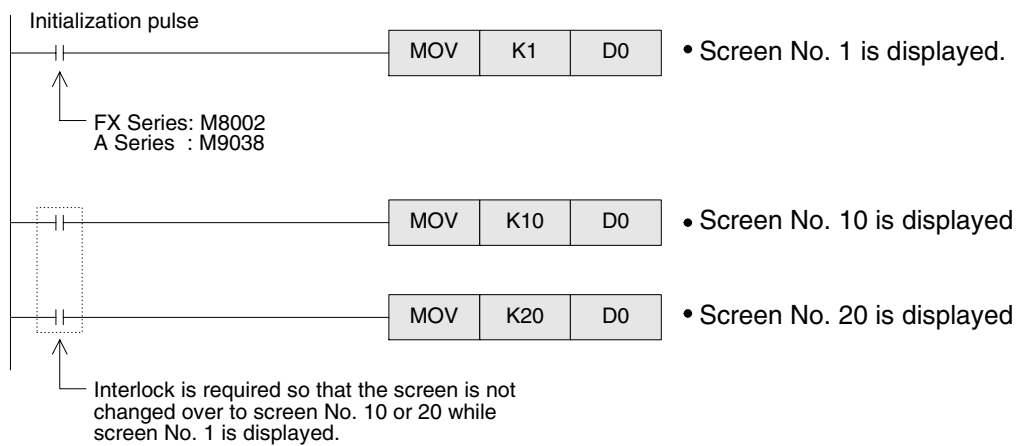 Initialization pulse
MOV K1 D0 • Screen No. 1 is displayed.
FX Series: M8002
A Series : M9038
MOV K10 D0 • Screen No. 10 is displayed
MOV K20 D0 • Screen No. 20 is displayed
Interlock is required so that the screen is not
changed over to screen No. 10 or 20 while
screen No. 1 is displayed.